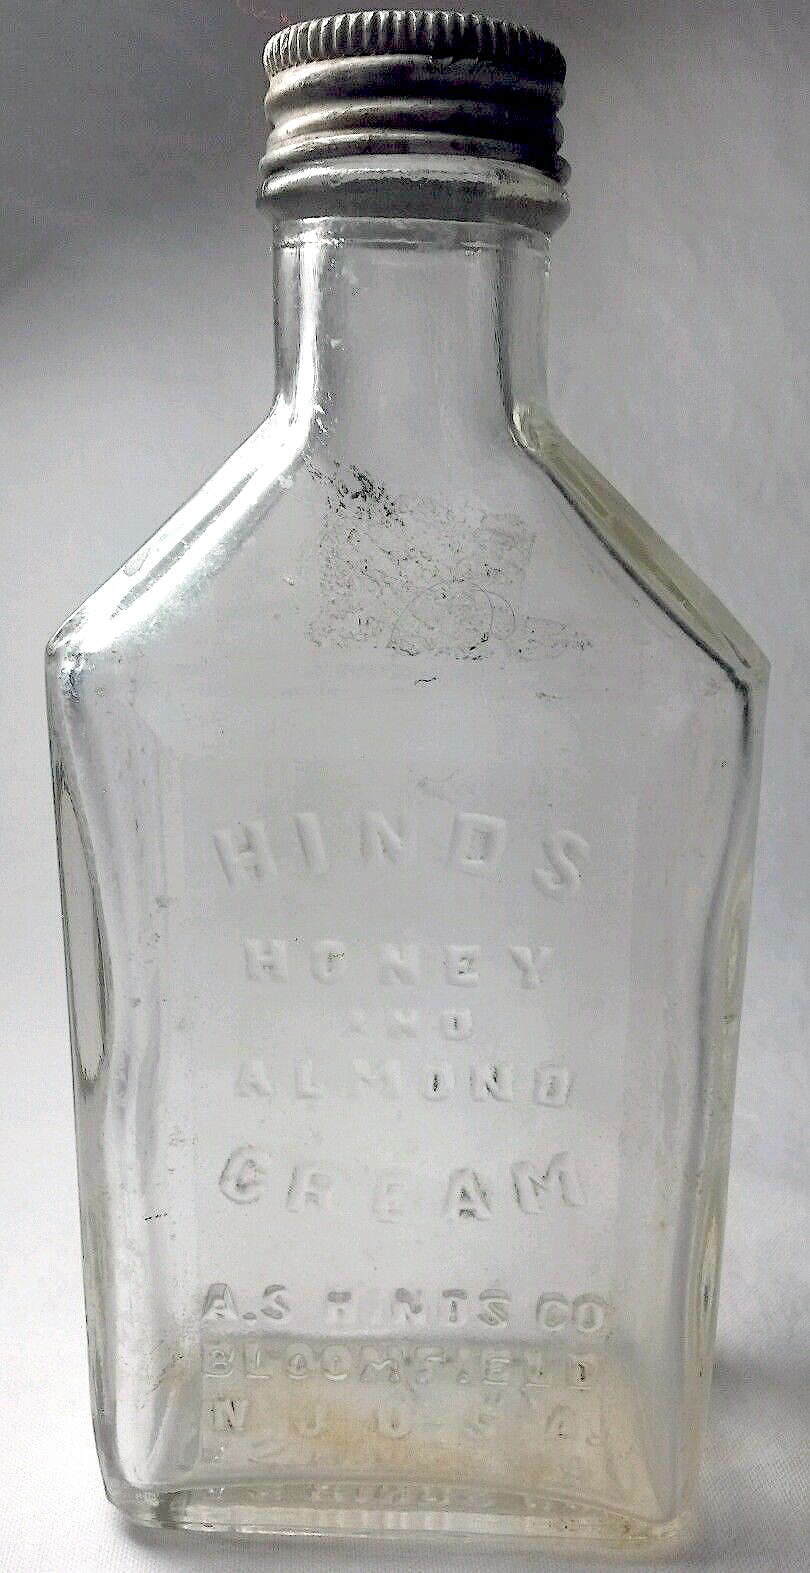 HINDS
HONEY
AND
ALMOND
CREAM
A.S HINDS CO
BLOOMFIELD
N J U S A.